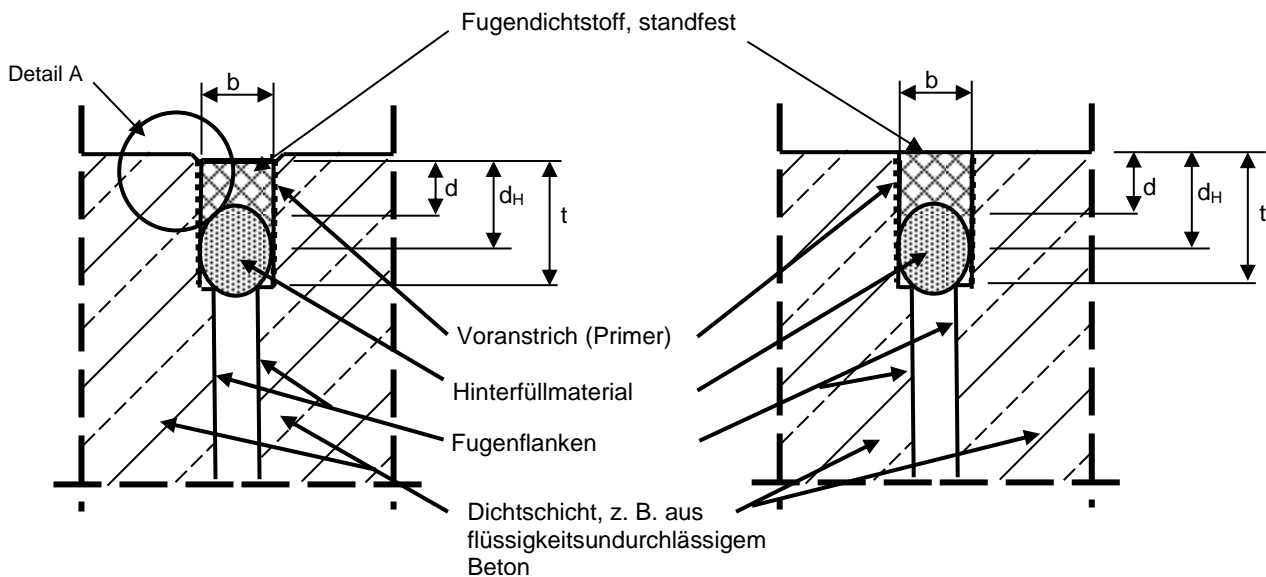 Fugendichtstoff, standfest
Detail A
b
b
d
dH
t
d
dH
t
Voranstrich (Primer)
Hinterfüllmaterial
Fugenflanken
Dichtschicht, z. B. aus
flüssigkeitsundurchlässigem
Beton